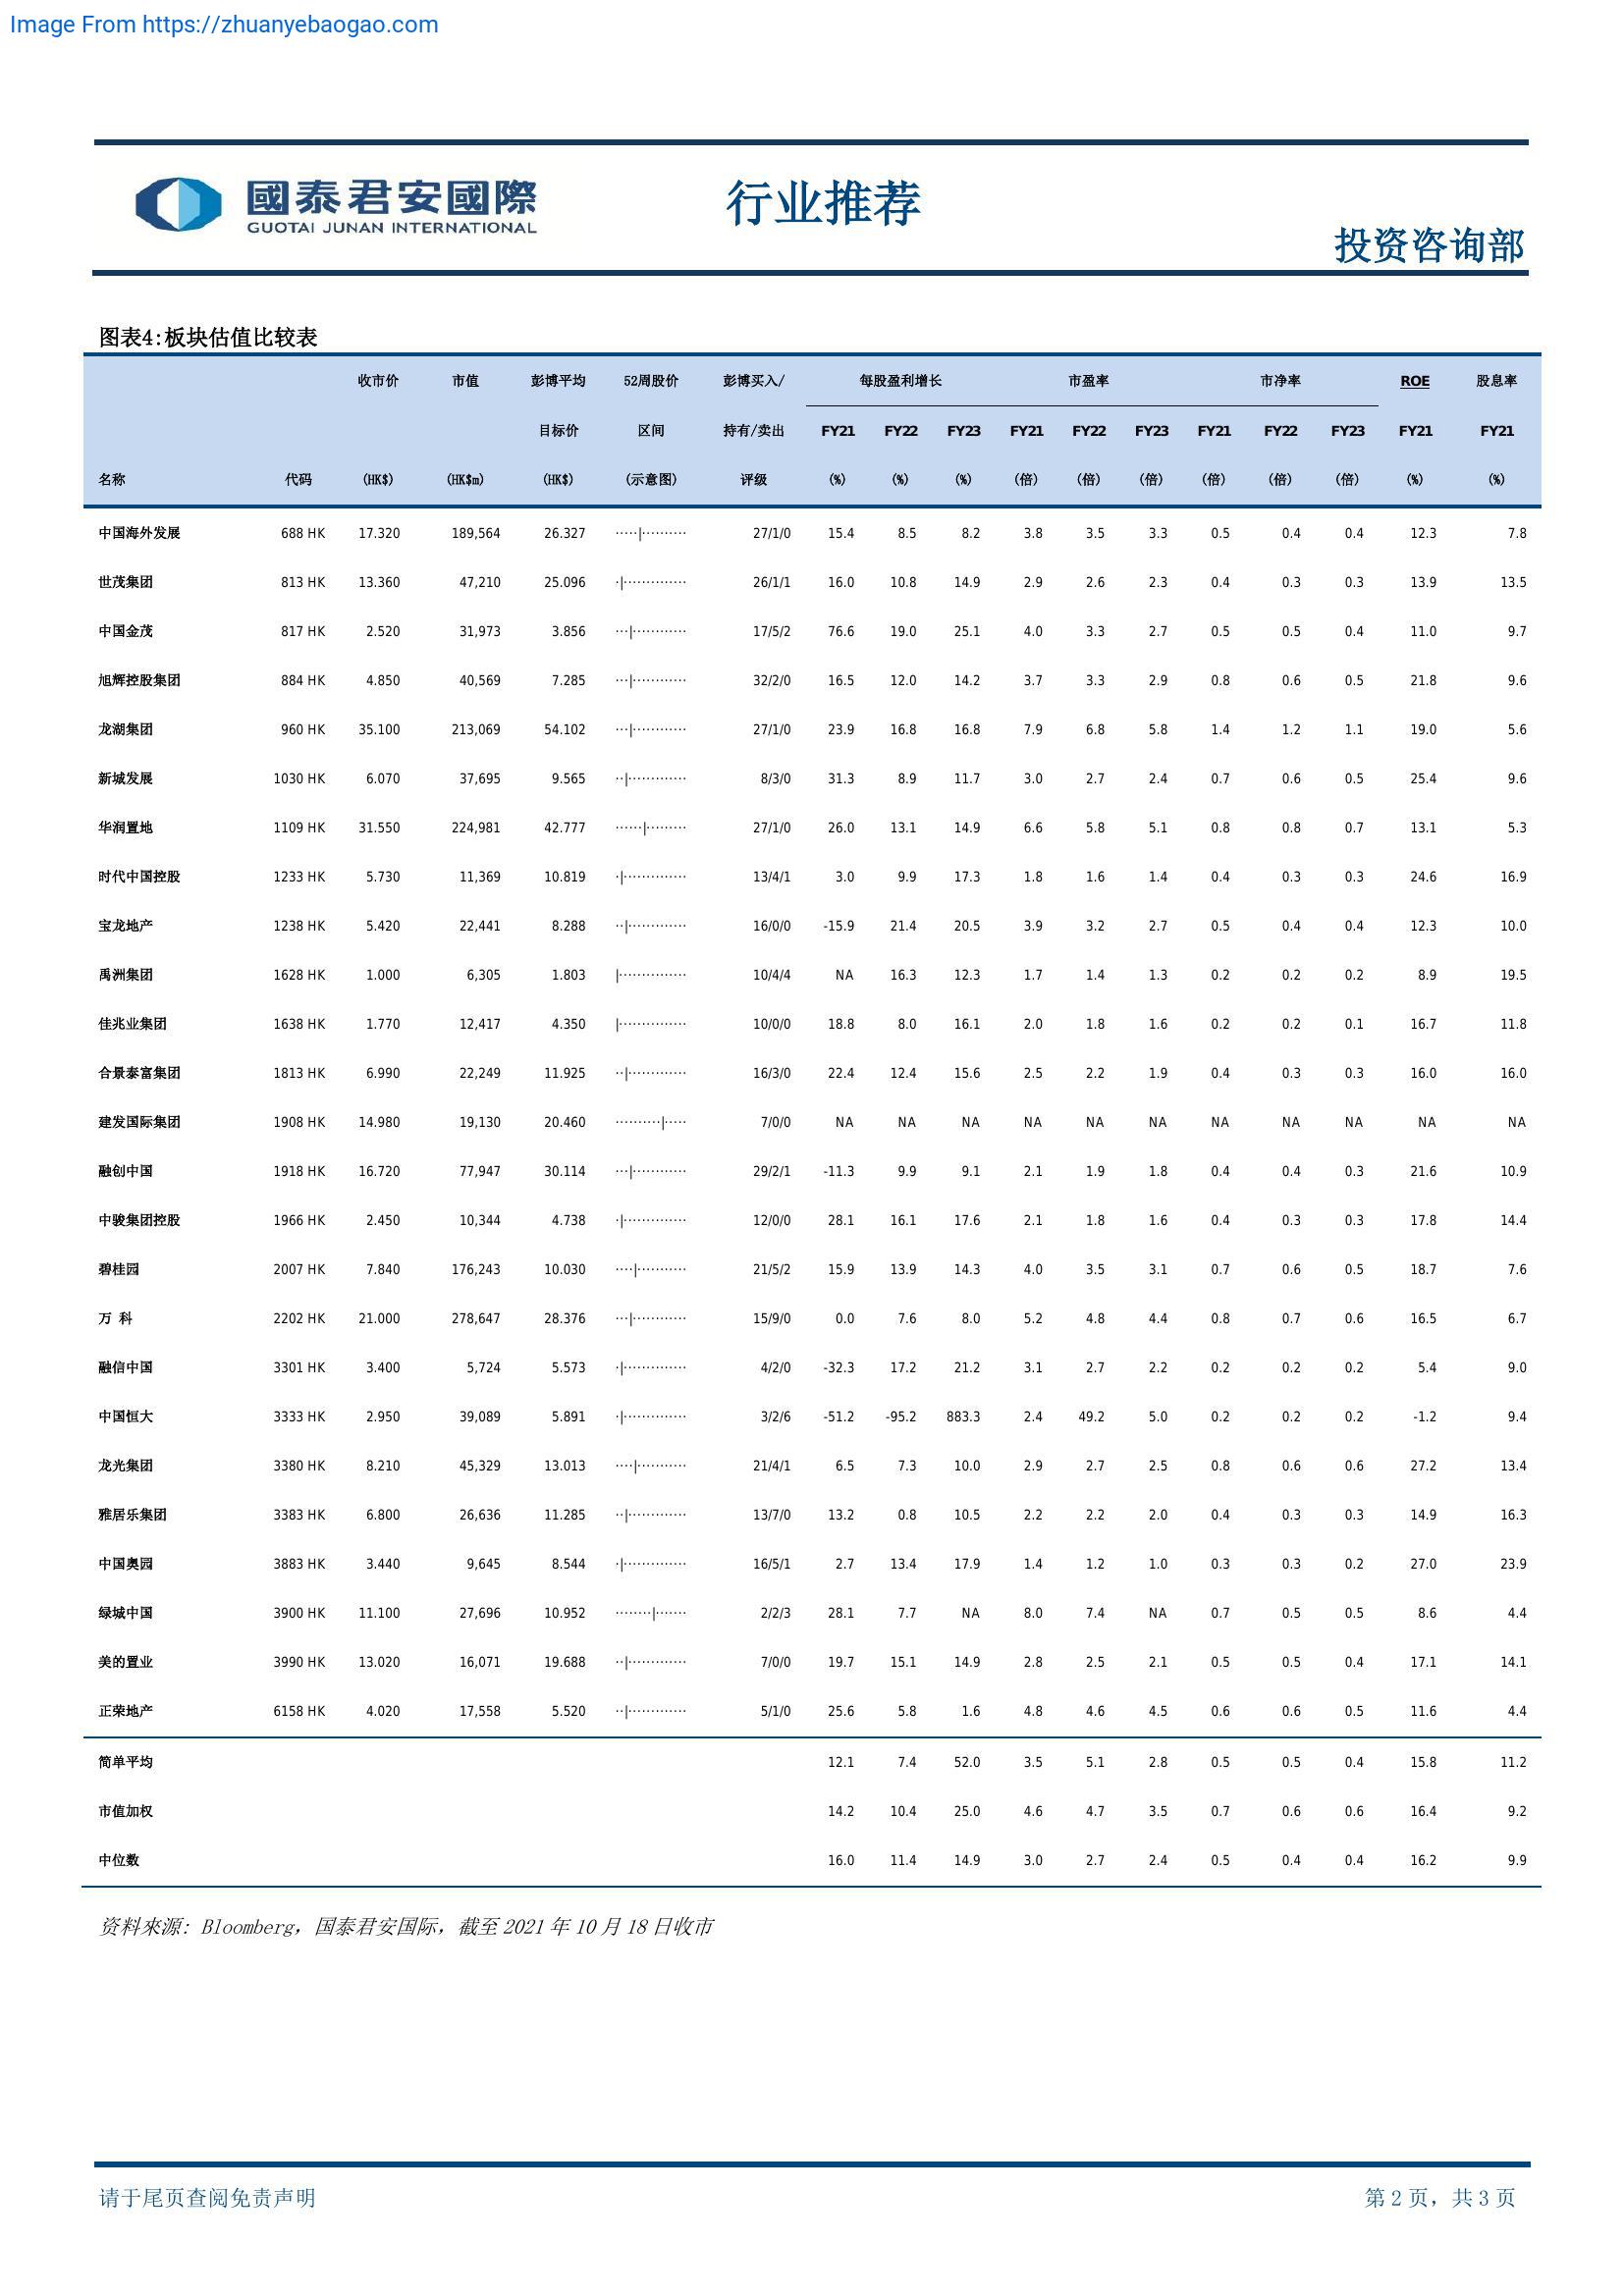 Image From https://zhuanyebaogao.com
國泰君安國際
GUOTAI JUNAN INTERNATIONAL
行业推荐
投资咨询部
图表4:板块估值比较表
收市价 市值 彭博平均 52周股价 彭博买入/ 每股盈利增长 市盈率 市净率 ROE 股息率
目标价 区间 持有/卖出 FY21 FY22 FY23 FY21 FY22 FY23 FY21 FY22 FY23 FY21 FY21
名称 代码 (HK$) (HK$m) (HK$) (示意图) 评级 (%) (%) (%) (倍) (倍) (倍) (倍) (倍) (倍) (%) (%)
中国海外发展 688 HK 17.320 189,564 26.327 ·····|·········· 27/1/0 15.4 8.5 8.2 3.8 3.5 3.3 0.5 0.4 0.4 12.3 7.8
世茂集团 813 HK 13.360 47,210 25.096 ·|·············· 26/1/1 16.0 10.8 14.9 2.9 2.6 2.3 0.4 0.3 0.3 13.9 13.5
中国金茂 817 HK 2.520 31,973 3.856 ···|············ 17/5/2 76.6 19.0 25.1 4.0 3.3 2.7 0.5 0.5 0.4 11.0 9.7
旭辉控股集团 884 HK 4.850 40,569 7.285 ···|············ 32/2/0 16.5 12.0 14.2 3.7 3.3 2.9 0.8 0.6 0.5 21.8 9.6
龙湖集团 960 HK 35.100 213,069 54.102 ···|············ 27/1/0 23.9 16.8 16.8 7.9 6.8 5.8 1.4 1.2 1.1 19.0 5.6
新城发展 1030 HK 6.070 37,695 9.565 ··|············· 8/3/0 31.3 8.9 11.7 3.0 2.7 2.4 0.7 0.6 0.5 25.4 9.6
华润置地 1109 HK 31.550 224,981 42.777 ······|········· 27/1/0 26.0 13.1 14.9 6.6 5.8 5.1 0.8 0.8 0.7 13.1 5.3
时代中国控股 1233 HK 5.730 11,369 10.819 ·|·············· 13/4/1 3.0 9.9 17.3 1.8 1.6 1.4 0.4 0.3 0.3 24.6 16.9
宝龙地产 1238 HK 5.420 22,441 8.288 ··|············· 16/0/0 -15.9 21.4 20.5 3.9 3.2 2.7 0.5 0.4 0.4 12.3 10.0
禹洲集团 1628 HK 1.000 6,305 1.803 |··············· 10/4/4 NA 16.3 12.3 1.7 1.4 1.3 0.2 0.2 0.2 8.9 19.5
佳兆业集团 1638 HK 1.770 12,417 4.350 |··············· 10/0/0 18.8 8.0 16.1 2.0 1.8 1.6 0.2 0.2 0.1 16.7 11.8
合景泰富集团 1813 HK 6.990 22,249 11.925 ··|············· 16/3/0 22.4 12.4 15.6 2.5 2.2 1.9 0.4 0.3 0.3 16.0 16.0
建发国际集团 1908 HK 14.980 19,130 20.460 ··········|····· 7/0/0 NA NA NA NA NA NA NA NA NA NA NA
融创中国 1918 HK 16.720 77,947 30.114 ···|············ 29/2/1 -11.3 9.9 9.1 2.1 1.9 1.8 0.4 0.4 0.3 21.6 10.9
中骏集团控股 1966 HK 2.450 10,344 4.738 ·|·············· 12/0/0 28.1 16.1 17.6 2.1 1.8 1.6 0.4 0.3 0.3 17.8 14.4
碧桂园 2007 HK 7.840 176,243 10.030 ····|··········· 21/5/2 15.9 13.9 14.3 4.0 3.5 3.1 0.7 0.6 0.5 18.7 7.6
万 科 2202 HK 21.000 278,647 28.376 ···|············ 15/9/0 0.0 7.6 8.0 5.2 4.8 4.4 0.8 0.7 0.6 16.5 6.7
融信中国 3301 HK 3.400 5,724 5.573 ·|·············· 4/2/0 -32.3 17.2 21.2 3.1 2.7 2.2 0.2 0.2 0.2 5.4 9.0
中国恒大 3333 HK 2.950 39,089 5.891 ·|·············· 3/2/6 -51.2 -95.2 883.3 2.4 49.2 5.0 0.2 0.2 0.2 -1.2 9.4
龙光集团 3380 HK 8.210 45,329 13.013 ····|··········· 21/4/1 6.5 7.3 10.0 2.9 2.7 2.5 0.8 0.6 0.6 27.2 13.4
雅居乐集团 3383 HK 6.800 26,636 11.285 ··|············· 13/7/0 13.2 0.8 10.5 2.2 2.2 2.0 0.4 0.3 0.3 14.9 16.3
中国奥园 3883 HK 3.440 9,645 8.544 ·|·············· 16/5/1 2.7 13.4 17.9 1.4 1.2 1.0 0.3 0.3 0.2 27.0 23.9
绿城中国 3900 HK 11.100 27,696 10.952 ········|······· 2/2/3 28.1 7.7 NA 8.0 7.4 NA 0.7 0.5 0.5 8.6 4.4
美的置业 3990 HK 13.020 16,071 19.688 ··|············· 7/0/0 19.7 15.1 14.9 2.8 2.5 2.1 0.5 0.5 0.4 17.1 14.1
正荣地产 6158 HK 4.020 17,558 5.520 ··|············· 5/1/0 25.6 5.8 1.6 4.8 4.6 4.5 0.6 0.6 0.5 11.6 4.4
简单平均 12.1 7.4 52.0 3.5 5.1 2.8 0.5 0.5 0.4 15.8 11.2
市值加权 14.2 10.4 25.0 4.6 4.7 3.5 0.7 0.6 0.6 16.4 9.2
中位数 16.0 11.4 14.9 3.0 2.7 2.4 0.5 0.4 0.4 16.2 9.9
资料來源: Bloomberg，国泰君安国际，截至 2021 年 10 月 18 日收市
请于尾页查阅免责声明
第 2 页，共 3 页